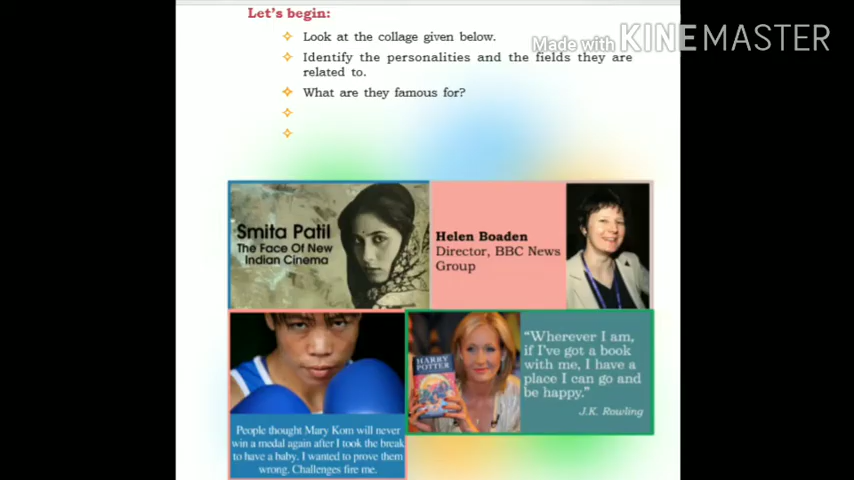 Let's begin:
Made with KINEMASTER
Look at the collage given below.
Identify the personalities and the fields they are
related to.
What are they famous for?
Smita Patil
The Face Of New
Indian Cinema
Helen Boaden
Director, BBC News
Group
HARRY
POTTER
"Wherever I am,
if I've got a book
with me, I have a
place I can go and
be happy."
J.K. Rowling
People thought Mary Kom will never
win a medal again after I took the break
to have a baby. I wanted to prove them
wrong. Challenges fire me.